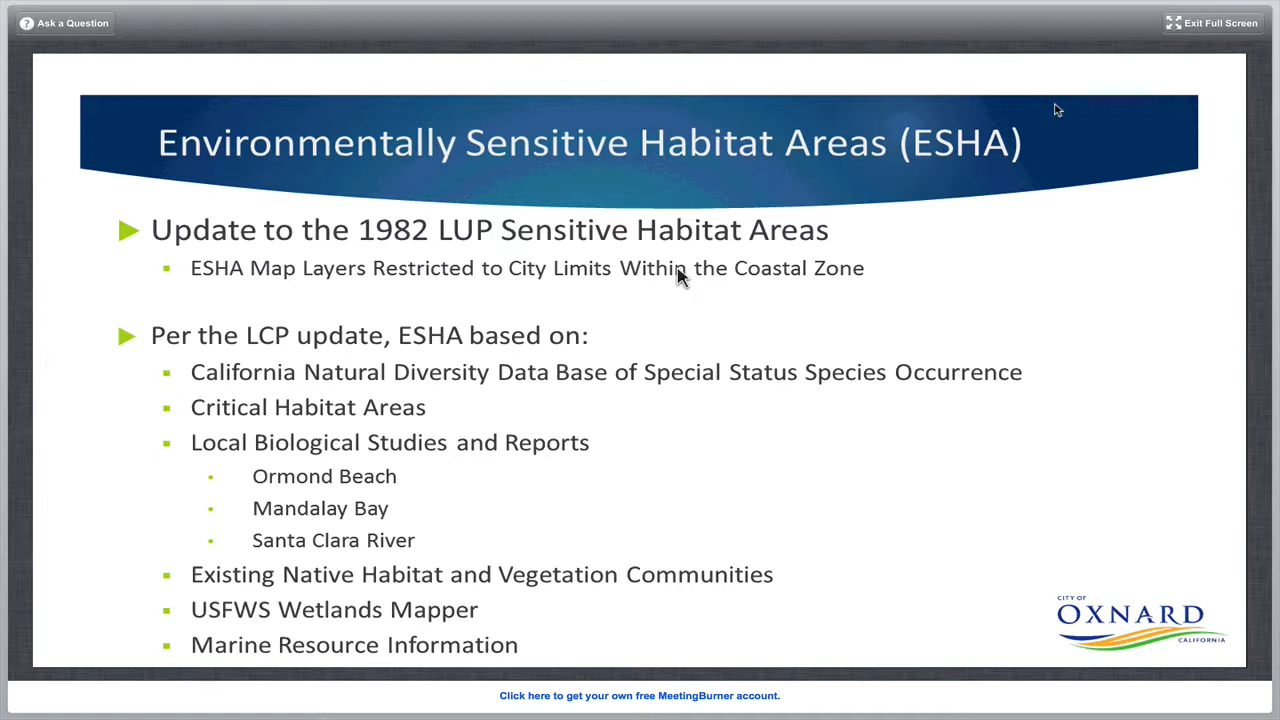 Ask a Question
Exit Full Screen
Environmentally Sensitive Habitat Areas (ESHA)
Update to the 1982 LUP Sensitive Habitat Areas
ESHA Map Layers Restricted to City Limits Within the Coastal Zone
Per the LCP update, ESHA based on:
California Natural Diversity Data Base of Special Status Species Occurrence
Critical Habitat Areas
Local Biological Studies and Reports
Ormond Beach
Mandalay Bay
Santa Clara River
Existing Native Habitat and Vegetation Communities
USFWS Wetlands Mapper
Marine Resource Information
CITY OF
OXNARD
CALIFORNIA
Click here to get your own free MeetingBurner account.